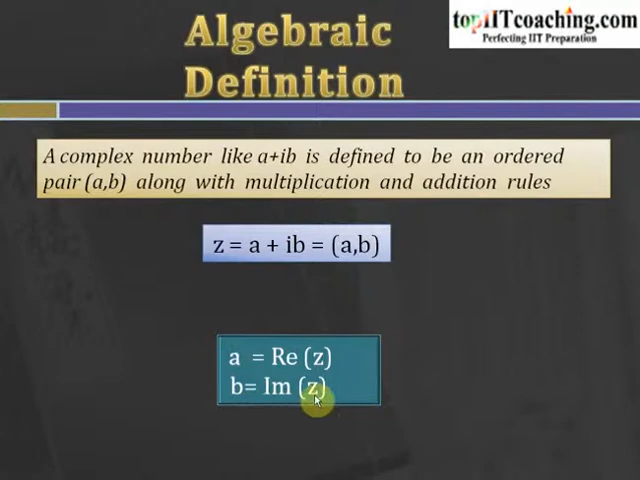 Algebraic
Definition
topIITcoaching.com
Perfecting IIT Preparation
A complex number like a+ib is defined to be an ordered
pair (a,b) along with multiplication and addition rules
z = a + ib = (a,b)
a = Re (z)
b= Im (z)